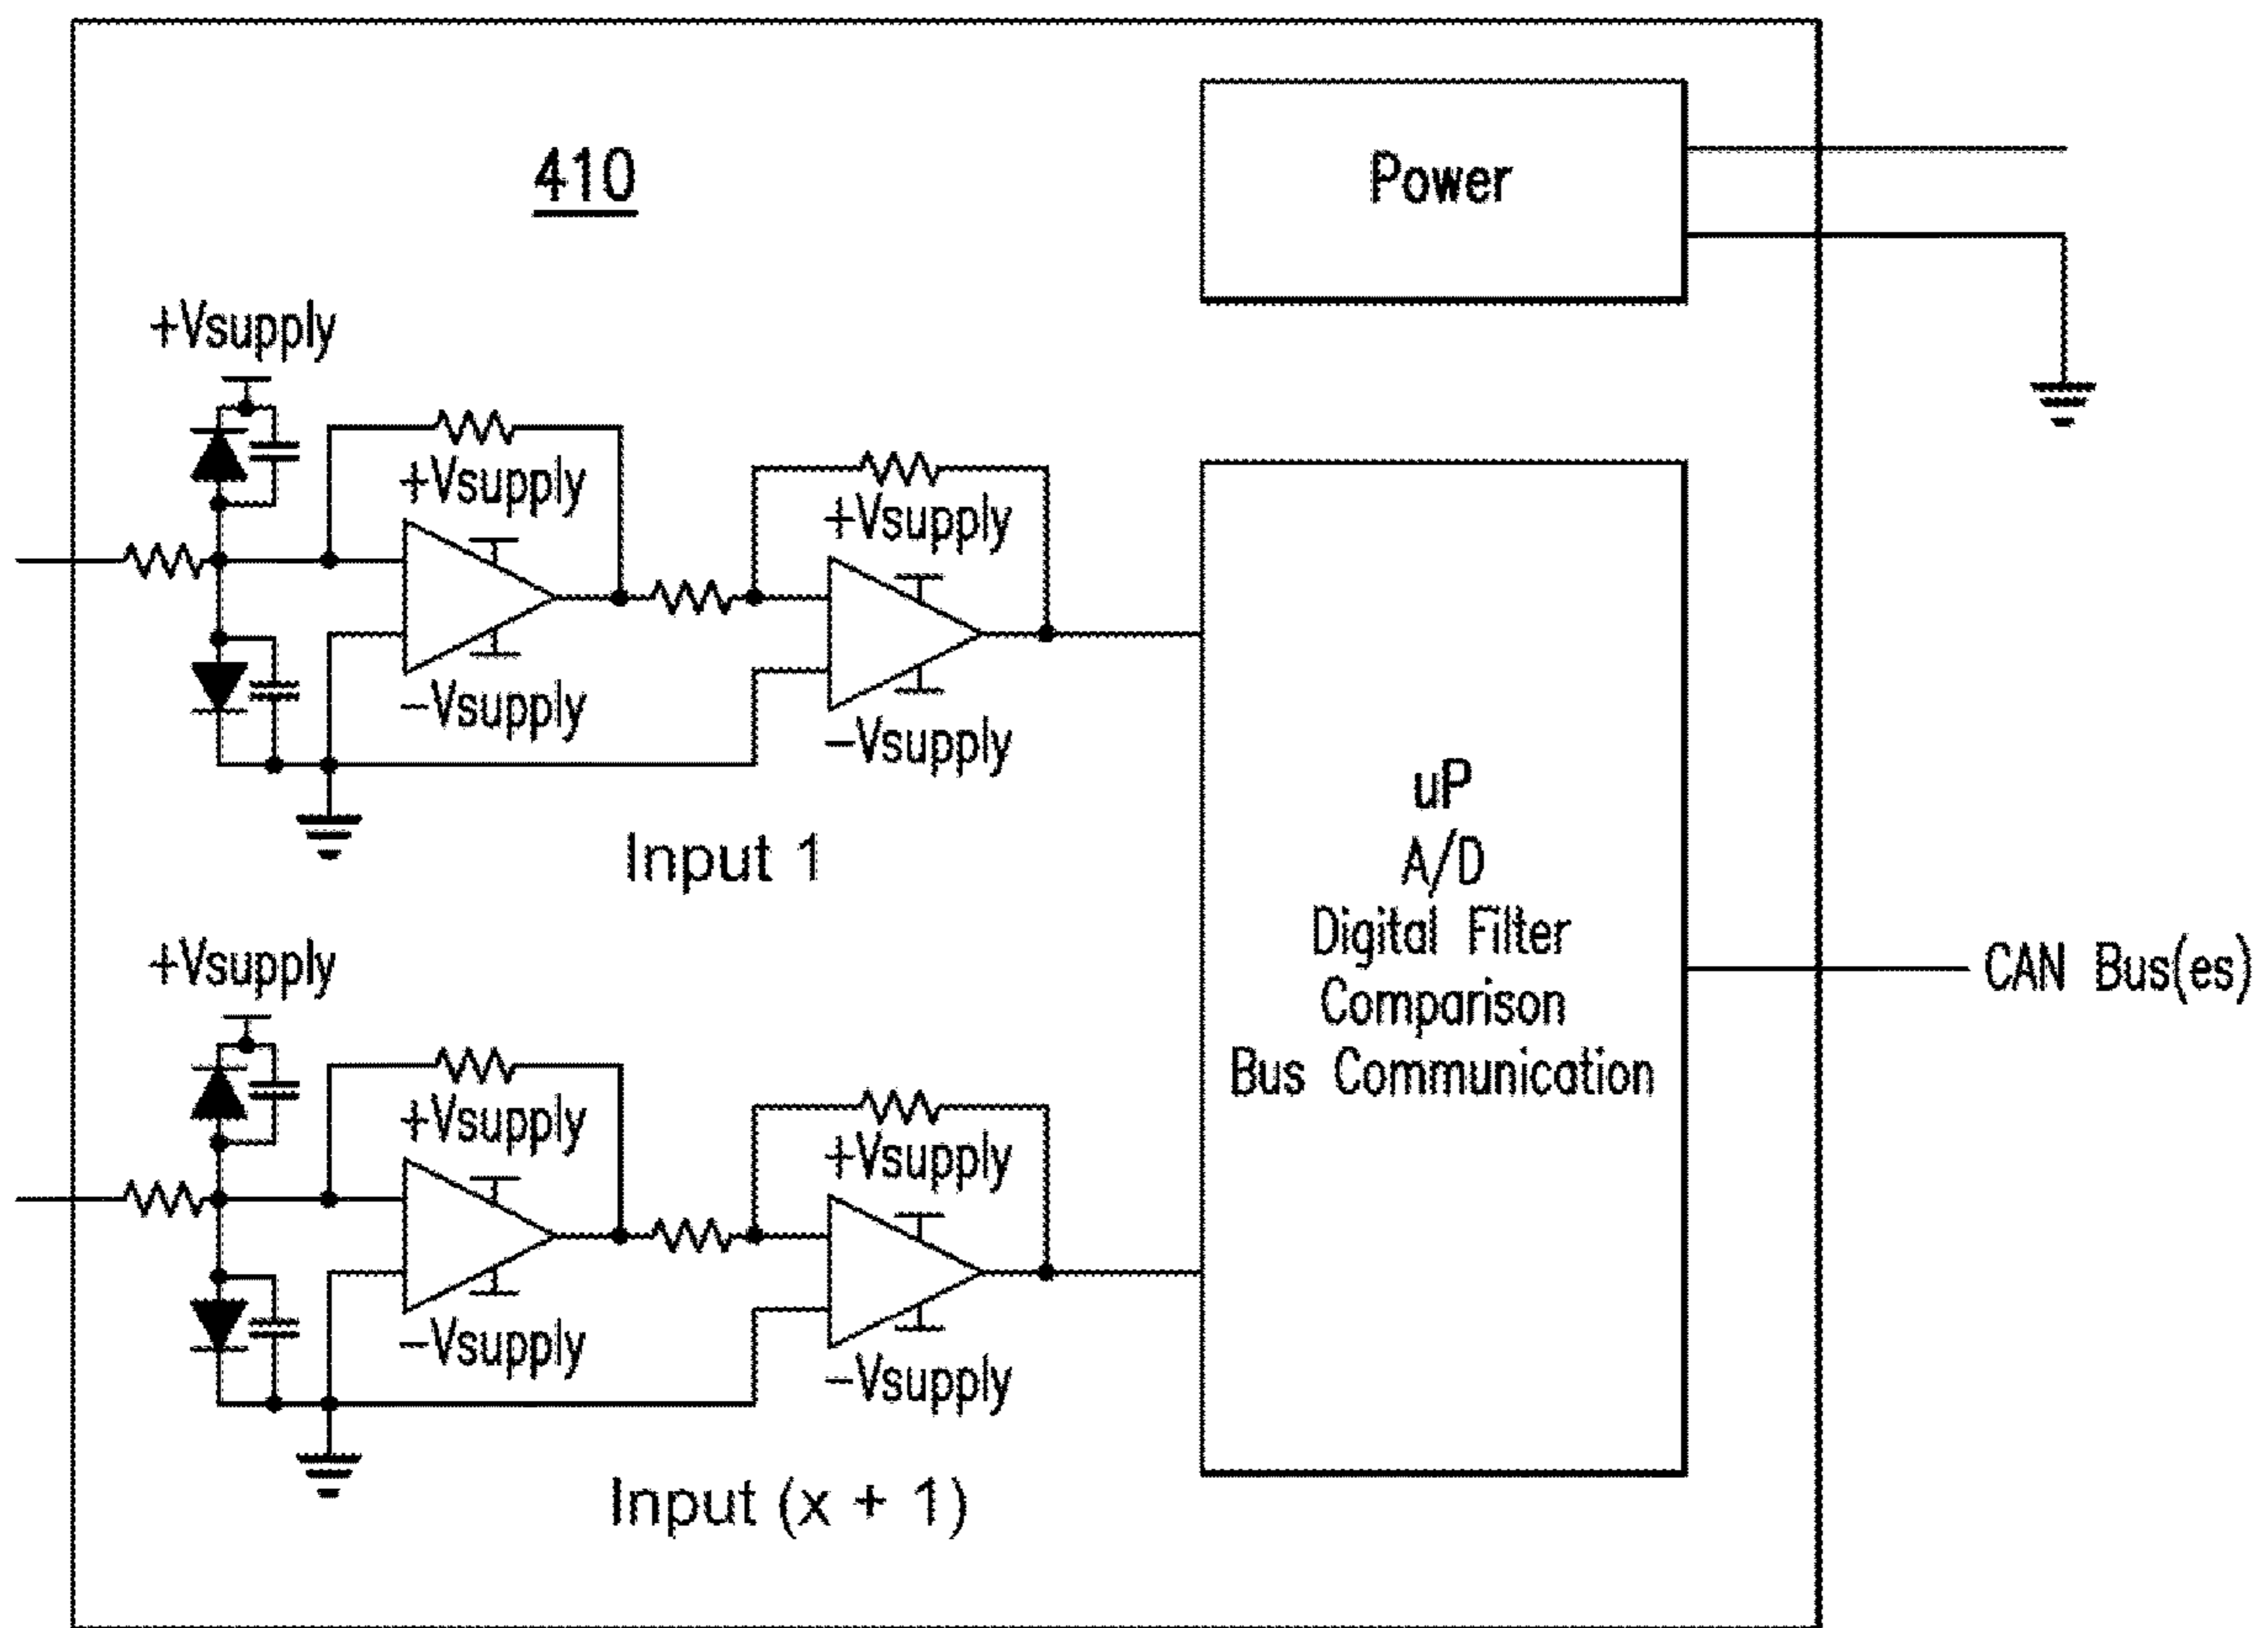 410
Power
+Vsupply
+Vsupply
+Vsupply
-Vsupply
-Vsupply
Input 1
uP
A/D
Digital Filter
Comparison
Bus Communication
CAN Bus(es)
+Vsupply
+Vsupply
+Vsupply
-Vsupply
-Vsupply
Input (x + 1)